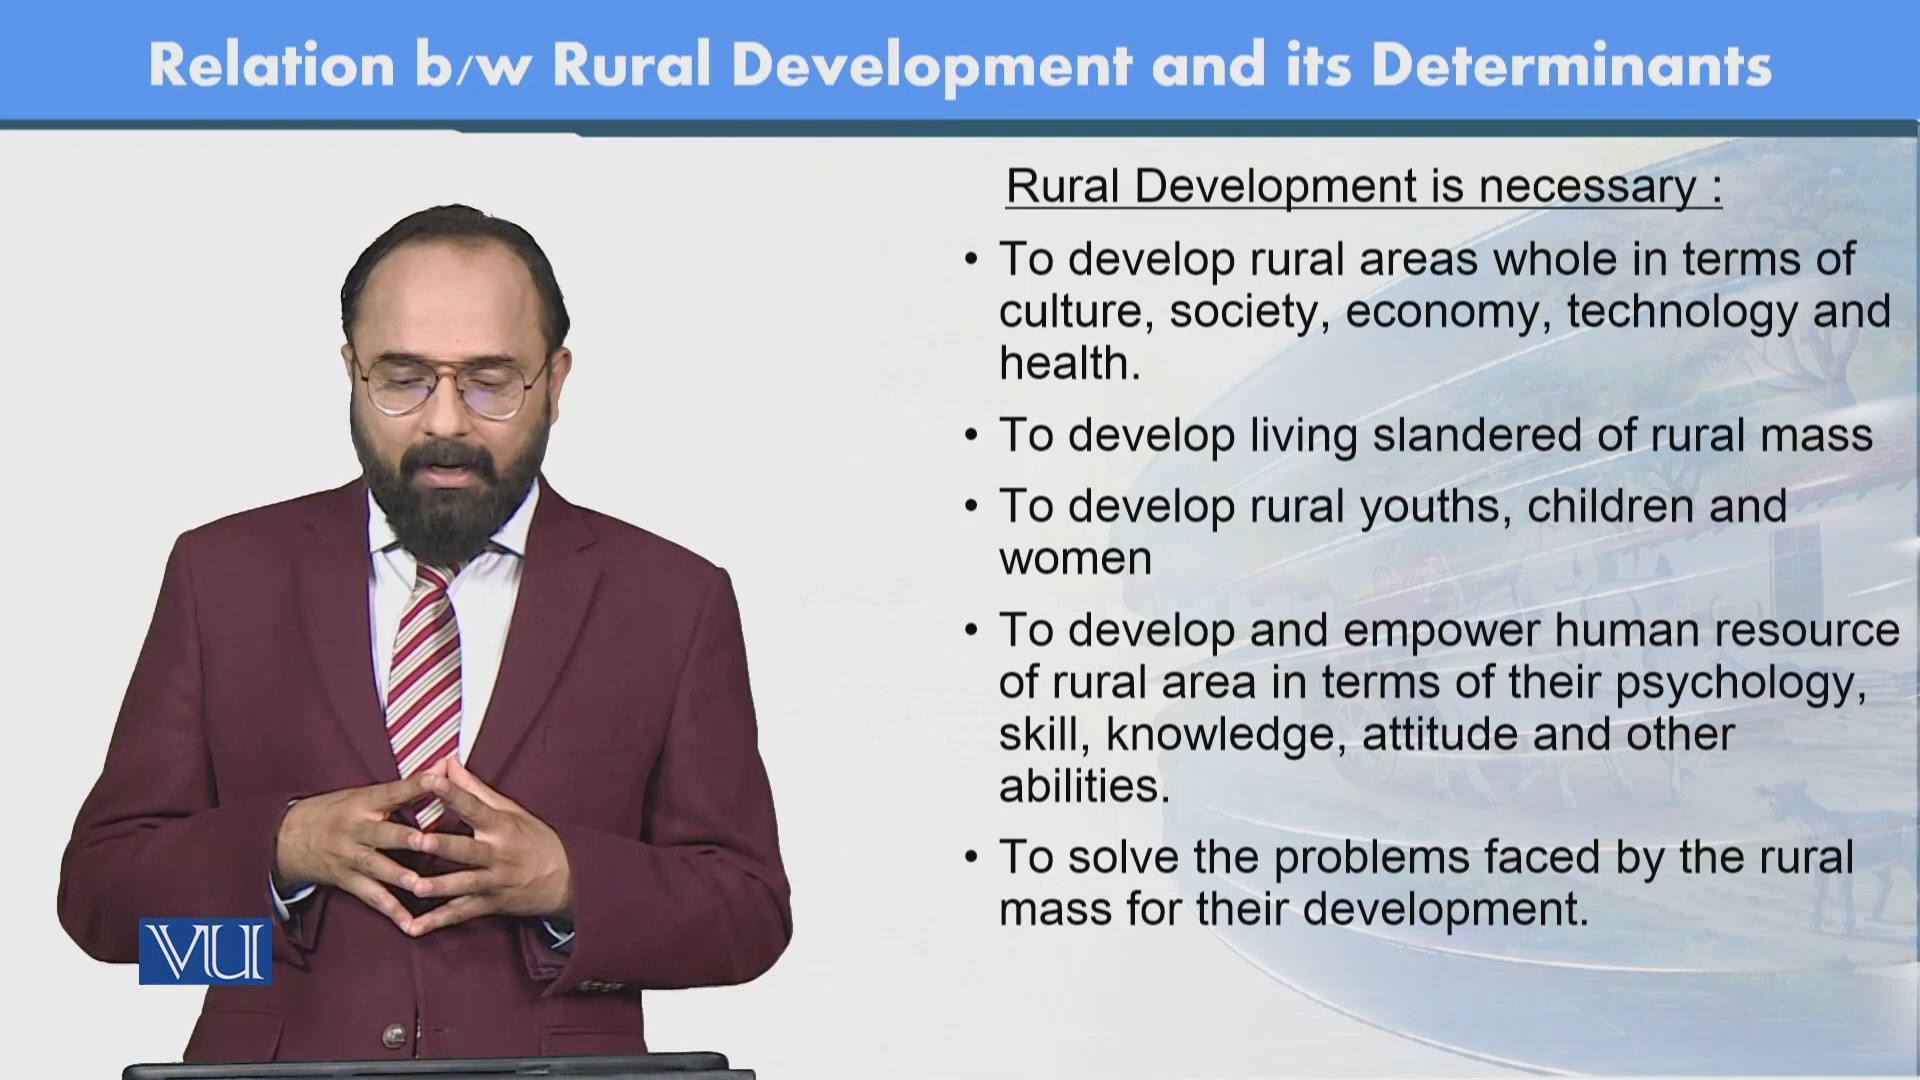 Relation b/w Rural Development and its Determinants
Rural Development is necessary :
• To develop rural areas whole in terms of
culture, society, economy, technology and
health.
• To develop living slandered of rural mass
• To develop rural youths, children and
women
• To develop and empower human resource
of rural area in terms of their psychology,
skill, knowledge, attitude and other
abilities.
• To solve the problems faced by the rural
mass for their development.
VU